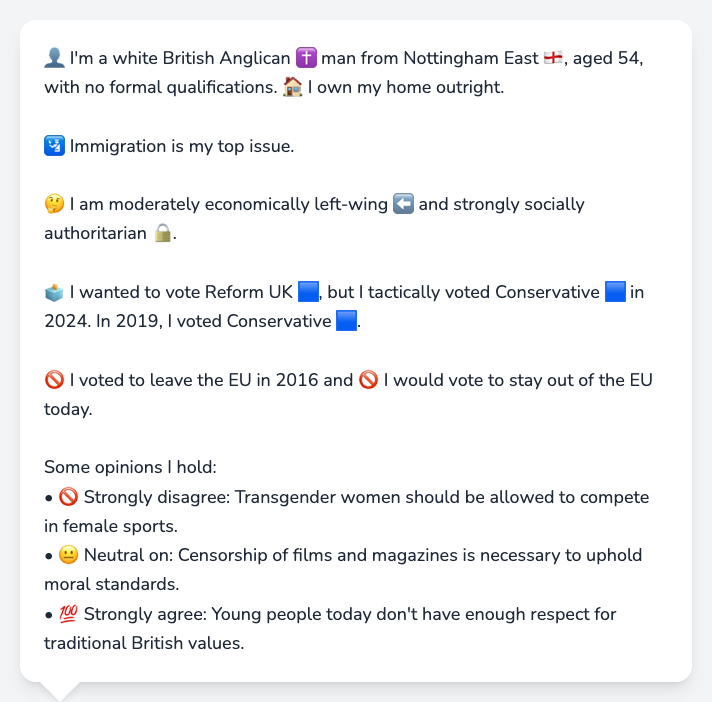 👤 I'm a white British Anglican ✝️ man from Nottingham East 🏴󠁧󠁢󠁥󠁮󠁧󠁿, aged 54,
with no formal qualifications. 🏠 I own my home outright.
🛂 Immigration is my top issue.
🤔 I am moderately economically left-wing ⬅️ and strongly socially
authoritarian 🔒.
🗳️ I wanted to vote Reform UK 🟦, but I tactically voted Conservative 🟦 in
2024. In 2019, I voted Conservative 🟦.
🚫 I voted to leave the EU in 2016 and 🚫 I would vote to stay out of the EU
today.
Some opinions I hold:
• 🚫 Strongly disagree: Transgender women should be allowed to compete
in female sports.
• 😐 Neutral on: Censorship of films and magazines is necessary to uphold
moral standards.
• 💯 Strongly agree: Young people today don't have enough respect for
traditional British values.